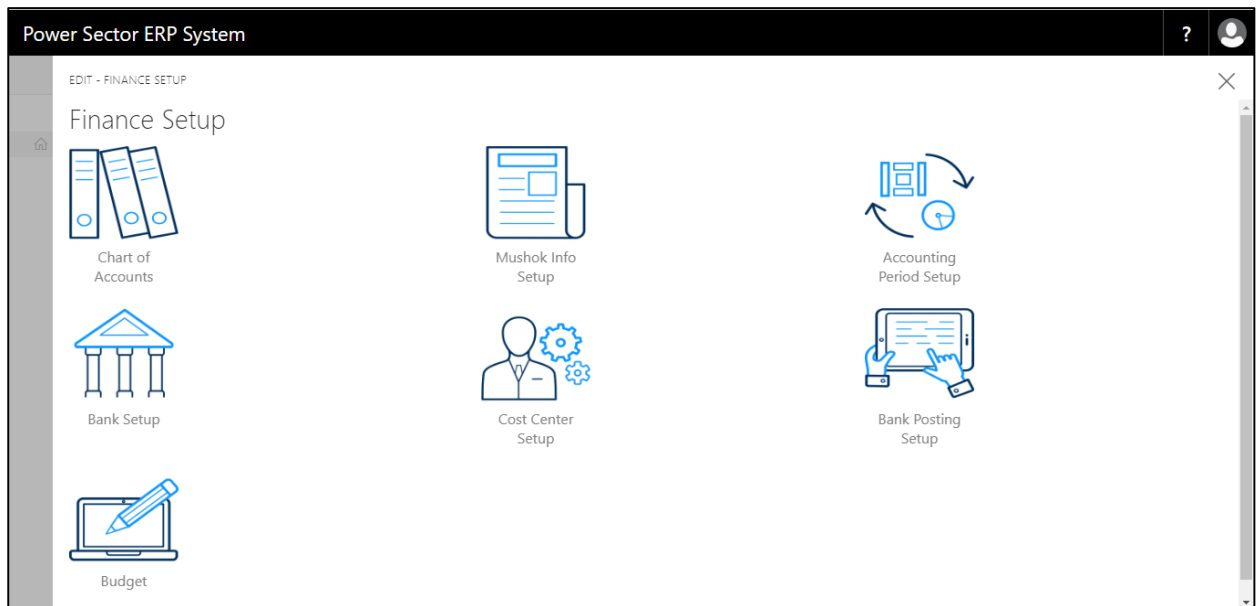 Power Sector ERP System
?
EDIT - FINANCE SETUP
Finance Setup
Chart of
Accounts
Mushok Info
Setup
Accounting
Period Setup
Bank Setup
Cost Center
Setup
Bank Posting
Setup
Budget